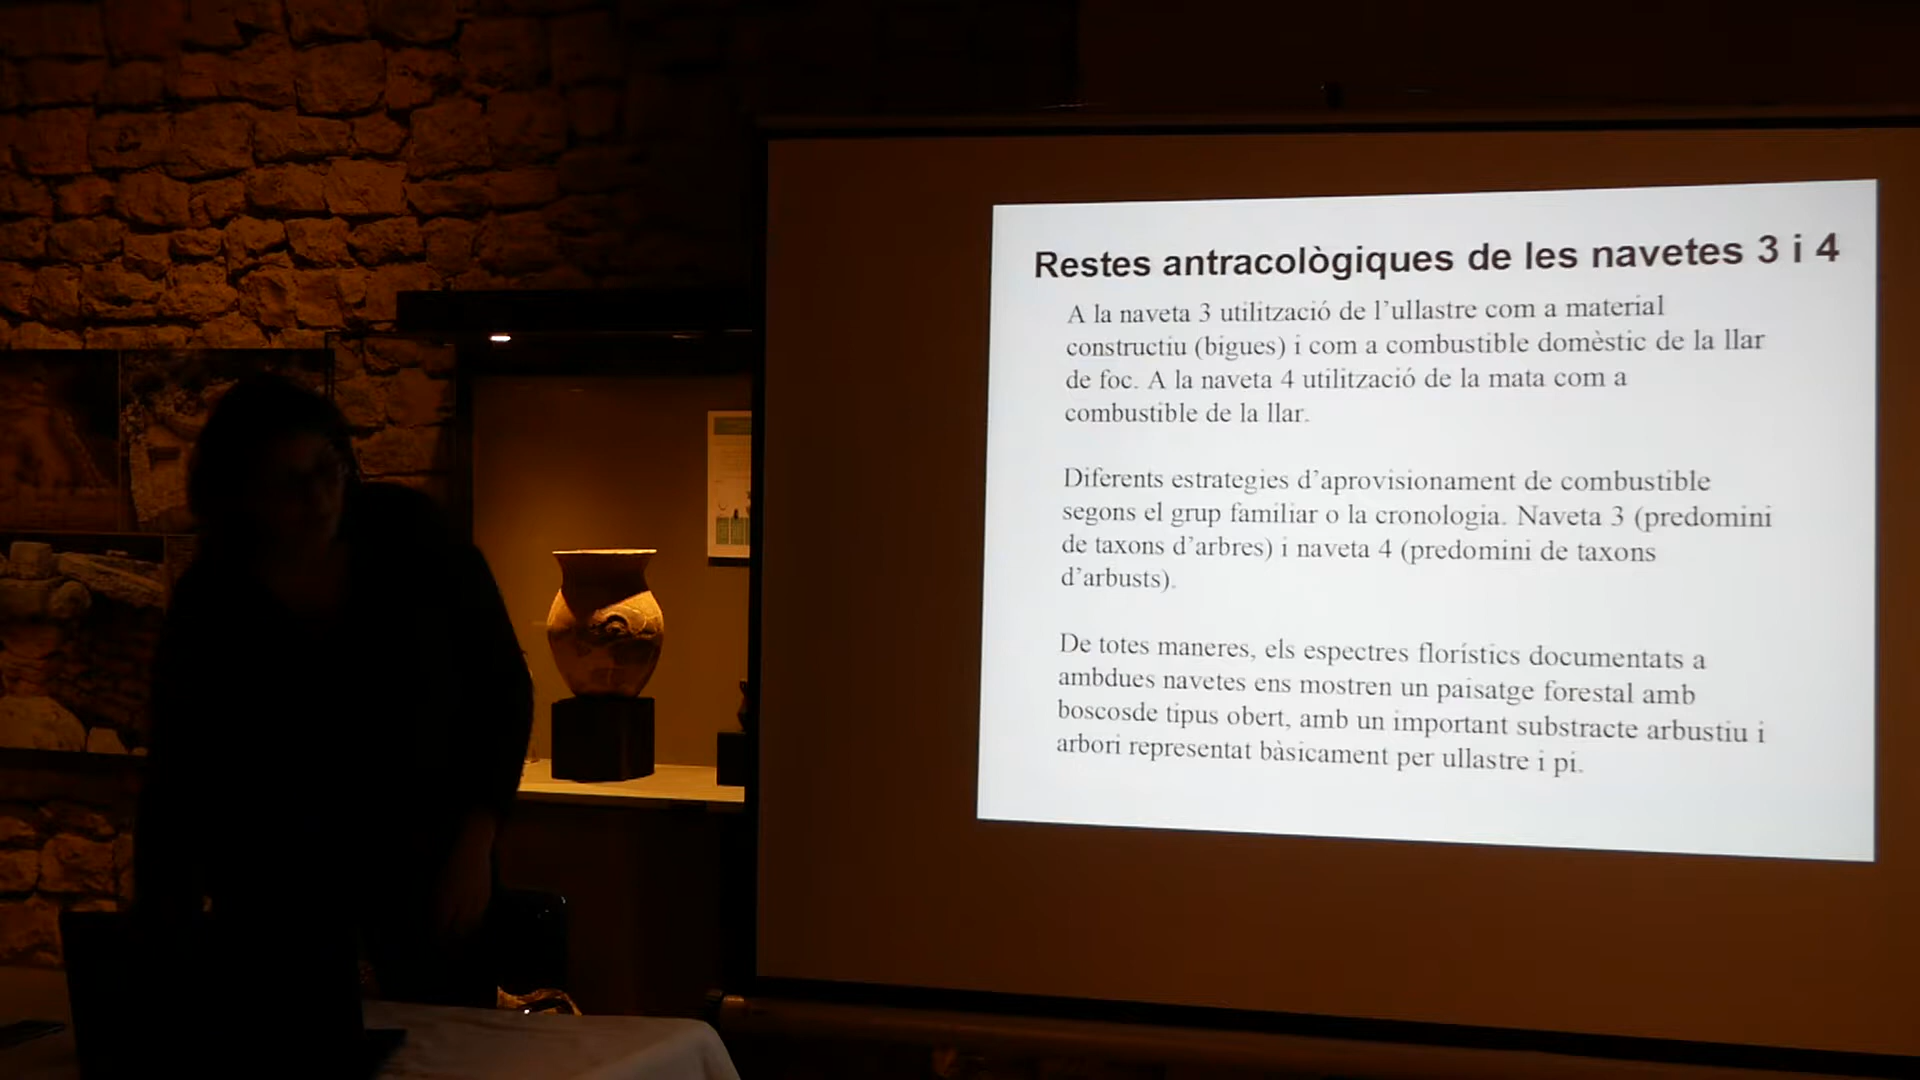 Restes antracològiques de les navetes 3 i 4
A la naveta 3 utilització de l’ullastre com a material
constructiu (bigues) i com a combustible domèstic de la llar
de foc. A la naveta 4 utilització de la mata com a
combustible de la llar.
Diferents estrategies d’aprovisionament de combustible
segons el grup familiar o la cronologia. Naveta 3 (predomini
de taxons d’arbres) i naveta 4 (predomini de taxons
d’arbusts).
De totes maneres, els espectres florístics documentats a
ambdues navetes ens mostren un paisatge forestal amb
boscosde tipus obert, amb un important substracte arbustiu i
arbori representat bàsicament per ullastre i pi.